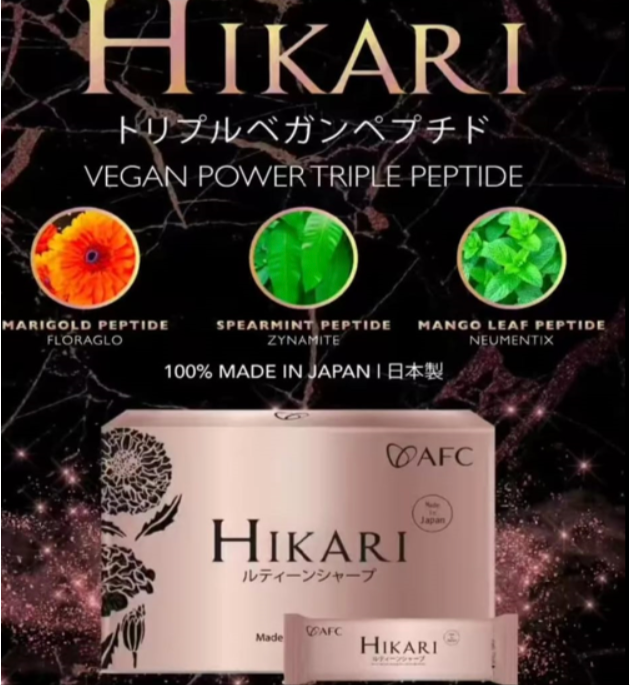 HIKARI
トリプルベガンペプチド
VEGAN POWER TRIPLE PEPTIDE
MARIGOLD PEPTIDE
FLORAGLO
SPEARMINT PEPTIDE
ZYNAMITE
MANGO LEAF PEPTIDE
NEUMENTIX
100% MADE IN JAPAN | 日本製
AFC
Made
in
Japan
HIKARI
ルティーンシャープ
Made
AFC
HIKARI
ルティーンシャープ